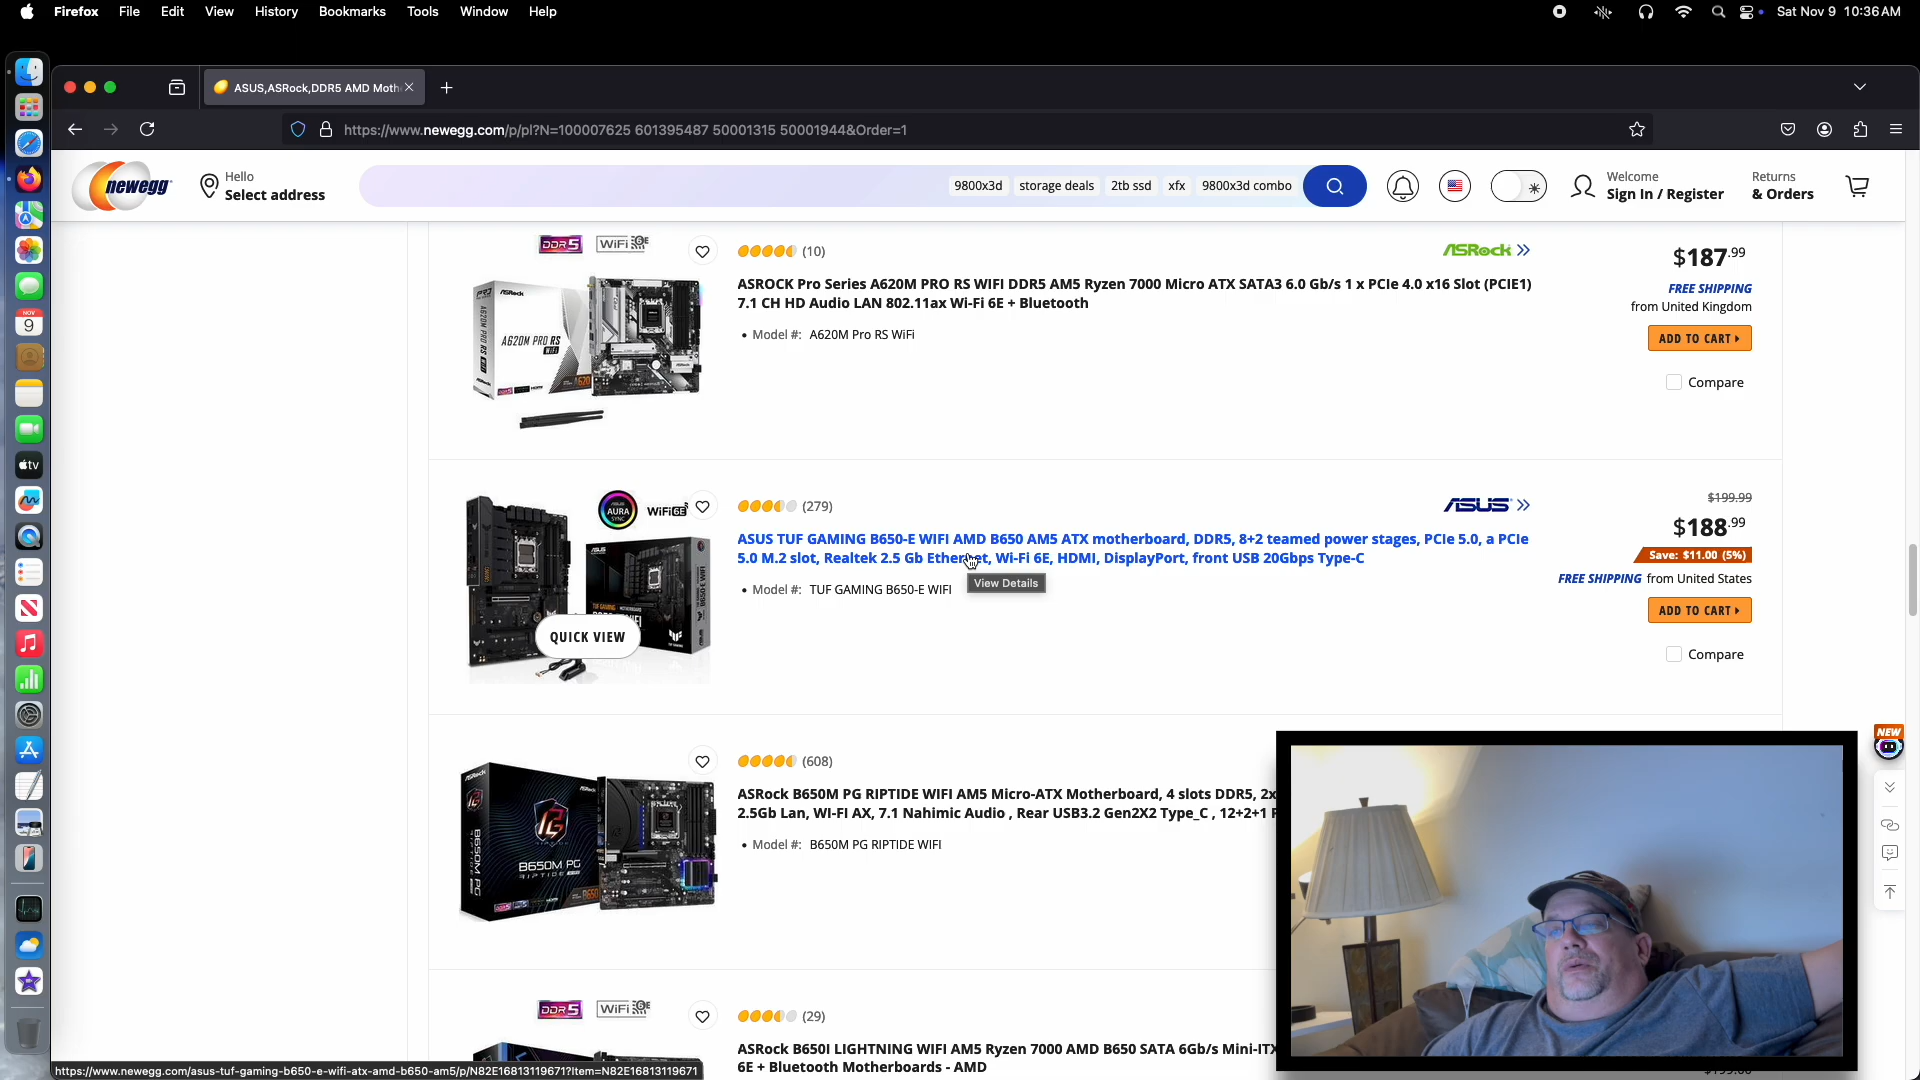 Firefox File Edit View History Bookmarks Tools Window Help
Sat Nov 9 10:36 AM
ASUS,ASRock,DDR5 AMD Moth
https://www.newegg.com/p/pl?N=100007625 601395487 50001315 50001944&Order=1
newegg
Hello
Select address
9800x3d storage deals 2tb ssd xfx 9800x3d combo
Welcome
Sign In / Register
Returns
& Orders
NOV
9
tv
DDR5 WiFi 6E
(10)
ASRock
ASROCK Pro Series A620M PRO RS WIFI DDR5 AM5 Ryzen 7000 Micro ATX SATA3 6.0 Gb/s 1 x PCIe 4.0 x16 Slot (PCIE1)
7.1 CH HD Audio LAN 802.11ax Wi-Fi 6E + Bluetooth
• Model #: A620M Pro RS WiFi
A620M PRO RS
$187.99
FREE SHIPPING
from United Kingdom
ADD TO CART
Compare
AURA
SYNC
WiFi 6E
(279)
ASUS
ASUS TUF GAMING B650-E WIFI AMD B650 AM5 ATX motherboard, DDR5, 8+2 teamed power stages, PCIe 5.0, a PCIe
5.0 M.2 slot, Realtek 2.5 Gb Ethernet, Wi-Fi 6E, HDMI, DisplayPort, front USB 20Gbps Type-C
View Details
• Model #: TUF GAMING B650-E WIFI
QUICK VIEW
$199.99
$188.99
Save: $11.00 (5%)
FREE SHIPPING from United States
ADD TO CART
Compare
(608)
ASRock B650M PG RIPTIDE WIFI AM5 Micro-ATX Motherboard, 4 slots DDR5, 2x
2.5Gb Lan, WI-FI AX, 7.1 Nahimic Audio , Rear USB3.2 Gen2X2 Type_C , 12+2+1
• Model #: B650M PG RIPTIDE WIFI
B650M PG
RIPTIDE
NEW
DDR5 WiFi 6E
(29)
ASRock B650I LIGHTNING WIFI AM5 Ryzen 7000 AMD B650 SATA 6Gb/s Mini-ITX
6E + Bluetooth Motherboards - AMD
https://www.newegg.com/asus-tuf-gaming-b650-e-wifi-atx-amd-b650-am5/p/N82E16813119671?Item=N82E16813119671